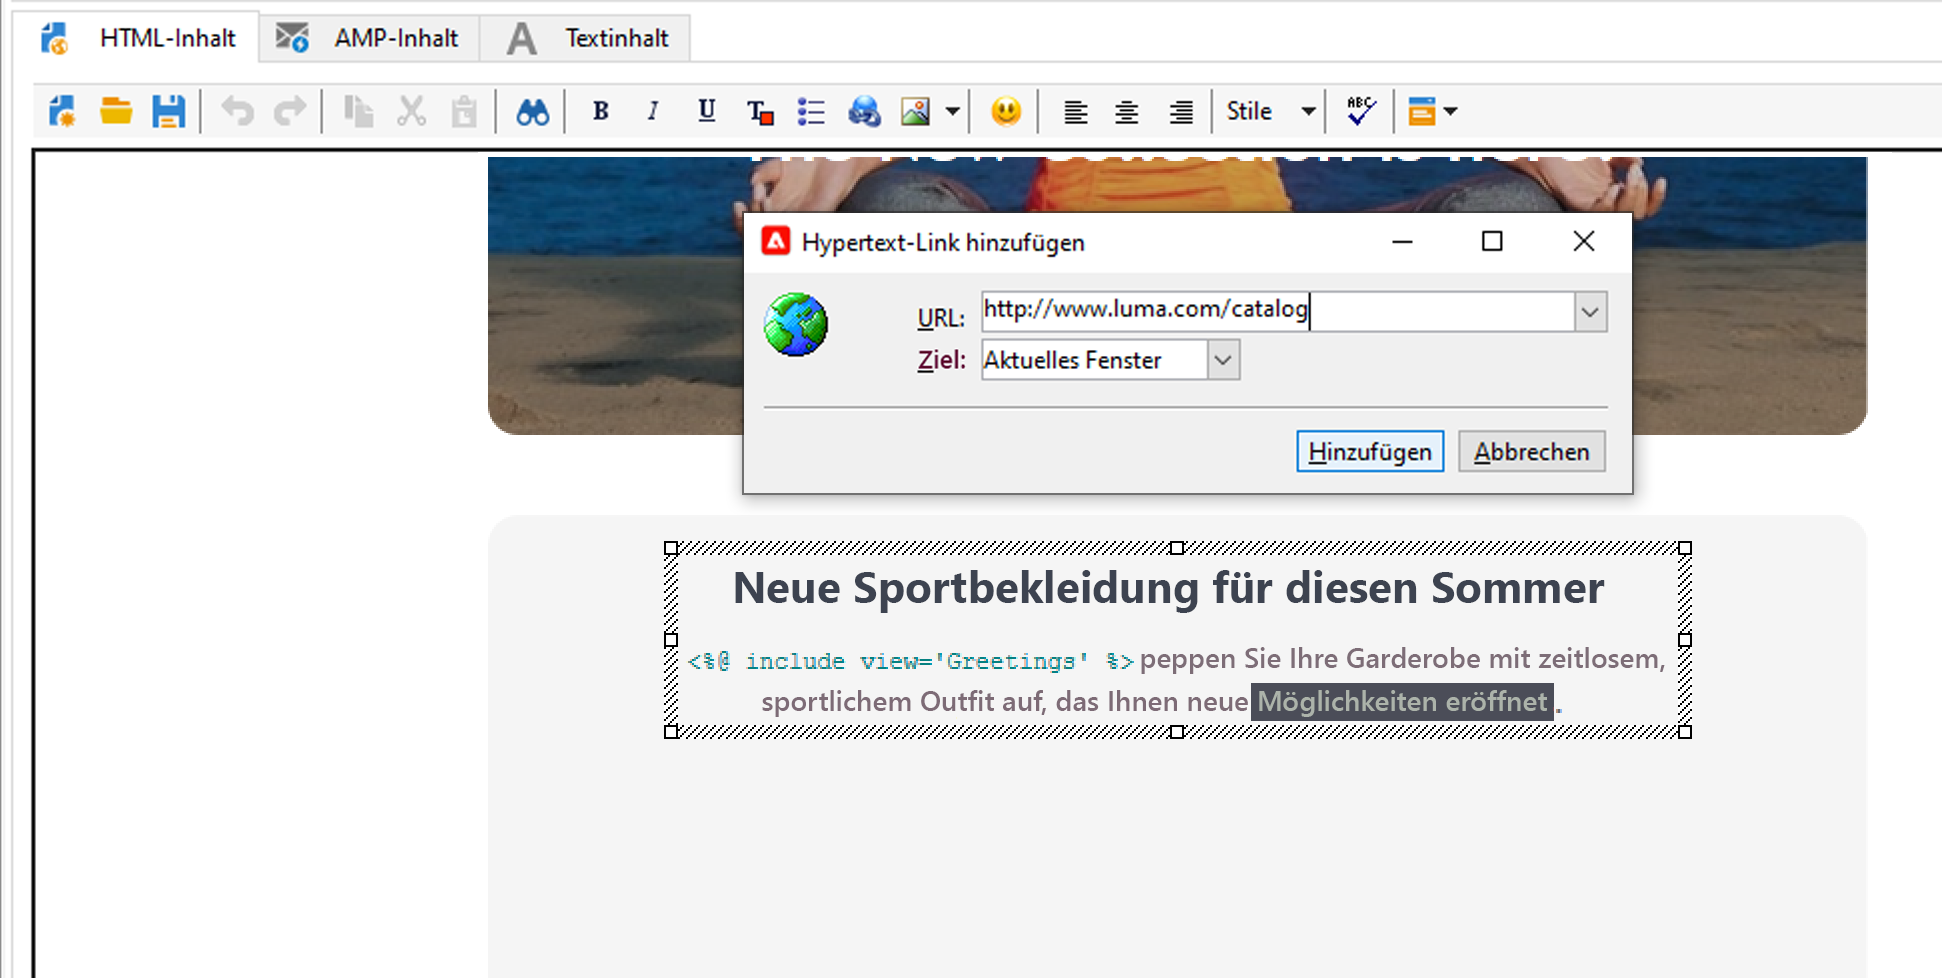 HTML-Inhalt AMP-Inhalt A Textinhalt
B I U T Stile ABC
Hypertext-Link hinzufügen
URL: http://www.luma.com/catalog
Ziel: Aktuelles Fenster
Hinzufügen Abbrechen
Neue Sportbekleidung für diesen Sommer
<%@ include view='Greetings' %> peppen Sie Ihre Garderobe mit zeitlosem,
sportlichem Outfit auf, das Ihnen neue Möglichkeiten eröffnet.